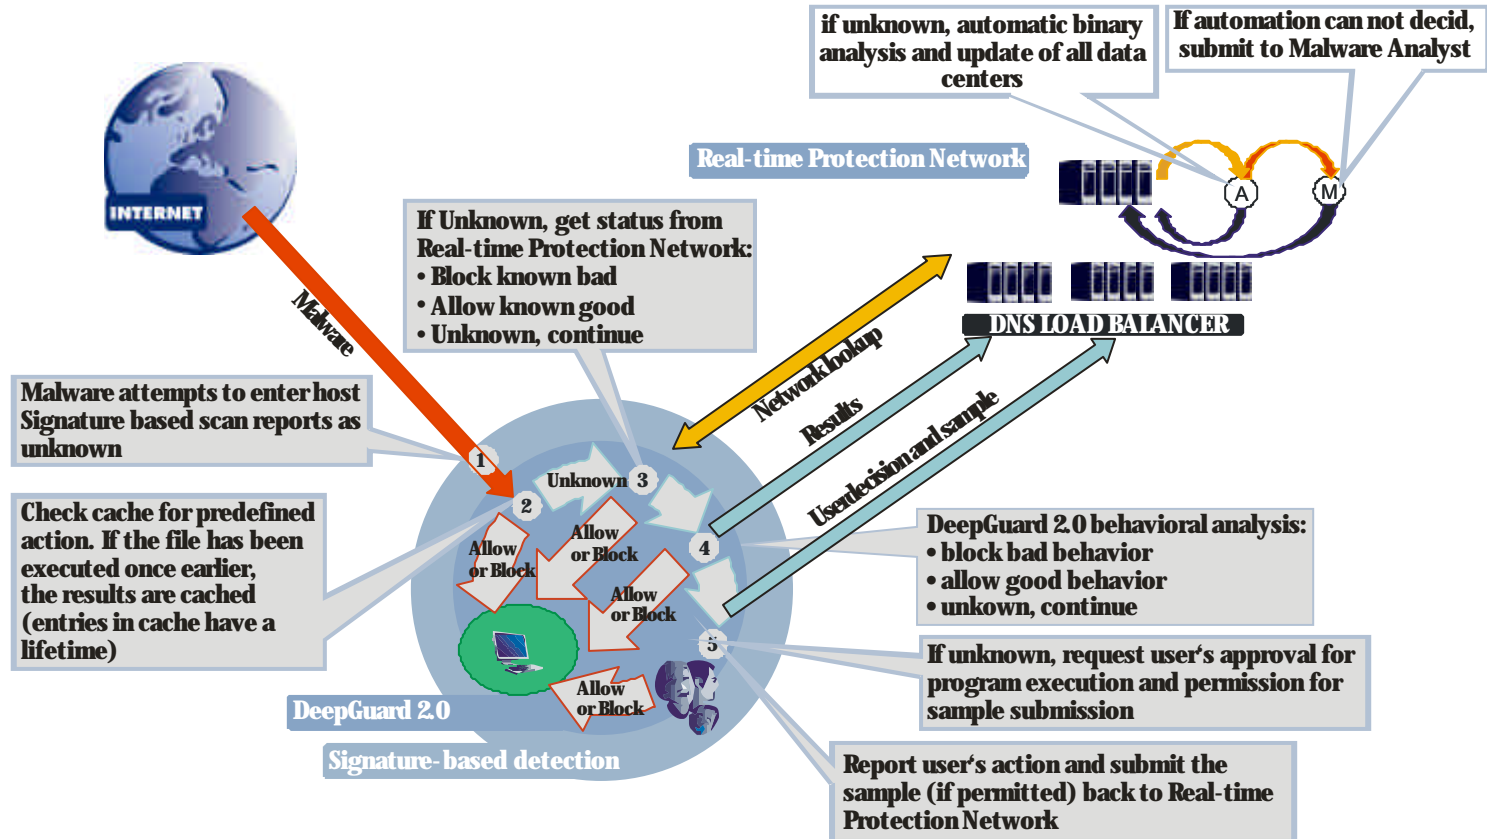 if unknown, automatic binary
analysis and update of all data
centers
If automation can not decid,
submit to Malware Analyst
Real-time Protection Network
A
M
INTERNET
If Unknown, get status from
Real-time Protection Network:
• Block known bad
• Allow known good
• Unknown, continue
Malware
DNS LOAD BALANCER
Network lookup
Results
User decision and sample
Malware attempts to enter host
Signature based scan reports as
unknown
1
2
Unknown
3
4
5
Check cache for predefined
action. If the file has been
executed once earlier,
the results are cached
(entries in cache have a
lifetime)
Allow
or Block
Allow
or Block
Allow
or Block
Allow
or Block
DeepGuard 2.0 behavioral analysis:
• block bad behavior
• allow good behavior
• unkown, continue
If unknown, request user‘s approval for
program execution and permission for
sample submission
DeepGuard 2.0
Signature-based detection
Report user‘s action and submit the
sample (if permitted) back to Real-time
Protection Network